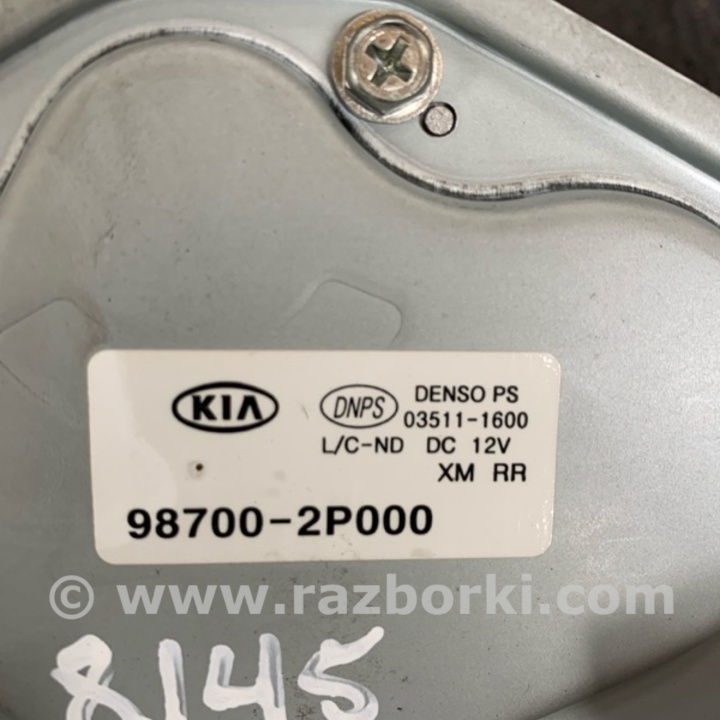 KIA DNPS DENSO PS
03511-1600
L/C-ND DC 12V
XM RR
98700-2P000
© www.razborki.com
8145